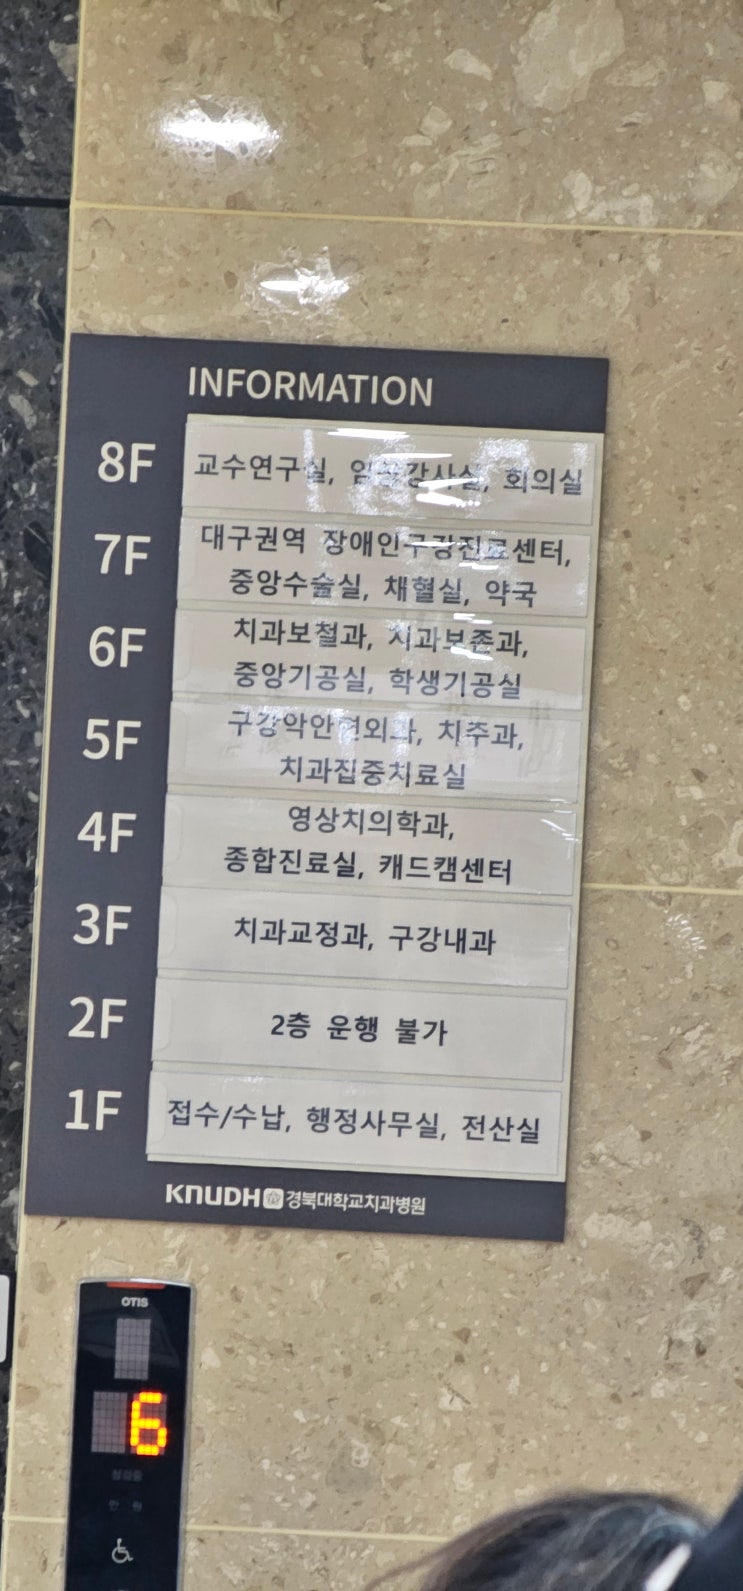 INFORMATION
8F 교수연구실, 강사실, 회의실
7F 대구권역 장애인구강진료센터,
중앙수술실, 채혈실, 약국
6F 치과보철과, 치과보존과,
중앙기공실, 학생기공실
5F 구강악안면외과, 치주과,
치과집중치료실
4F 영상치의학과,
종합진료실, 캐드캠센터
3F 치과교정과, 구강내과
2F 2층 운행 불가
1F 접수/수납, 행정사무실, 전산실
KNUDH 경북대학교치과병원
OTIS
6
점검중
만 원